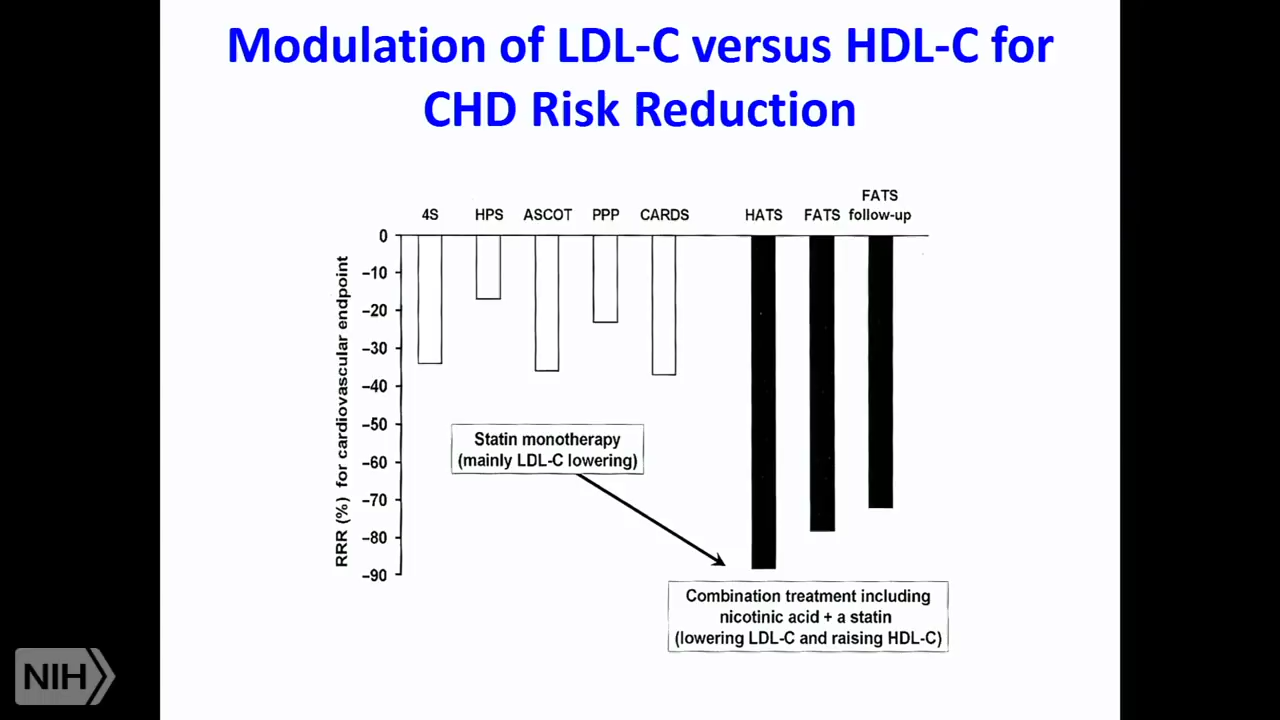 Modulation of LDL-C versus HDL-C for
CHD Risk Reduction
4S HPS ASCOT PPP CARDS HATS FATS FATS
follow-up
RRR (%) for cardiovascular endpoint
0
–10
–20
–30
–40
–50
–60
–70
–80
–90
Statin monotherapy
(mainly LDL-C lowering)
Combination treatment including
nicotinic acid + a statin
(lowering LDL-C and raising HDL-C)
NIH